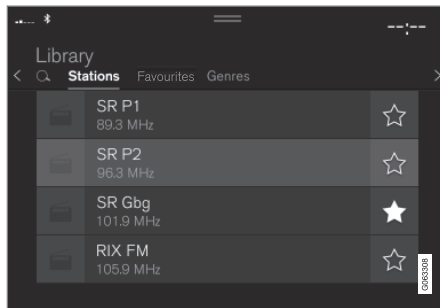 --:--
Library
Stations Favourites Genres
SR P1
89.3 MHz
SR P2
96.3 MHz
SR Gbg
101.9 MHz
RIX FM
105.9 MHz
G063308